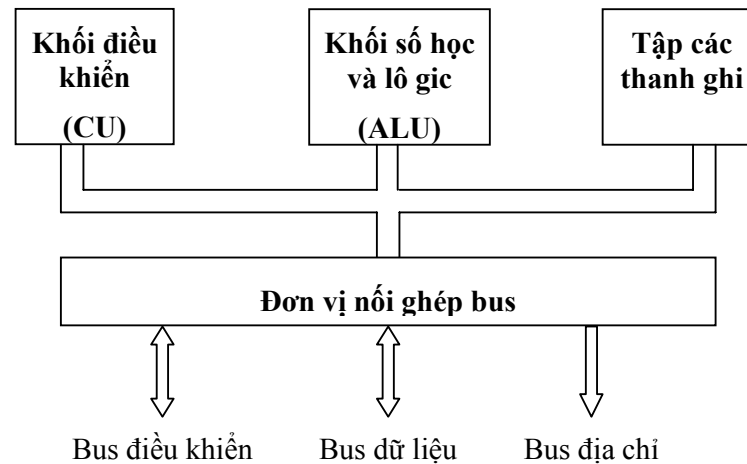 Khối điều
khiển
(CU)
Khối số học
và lô gic
(ALU)
Tập các
thanh ghi
Đơn vị nối ghép bus
Bus điều khiển
Bus dữ liệu
Bus địa chỉ